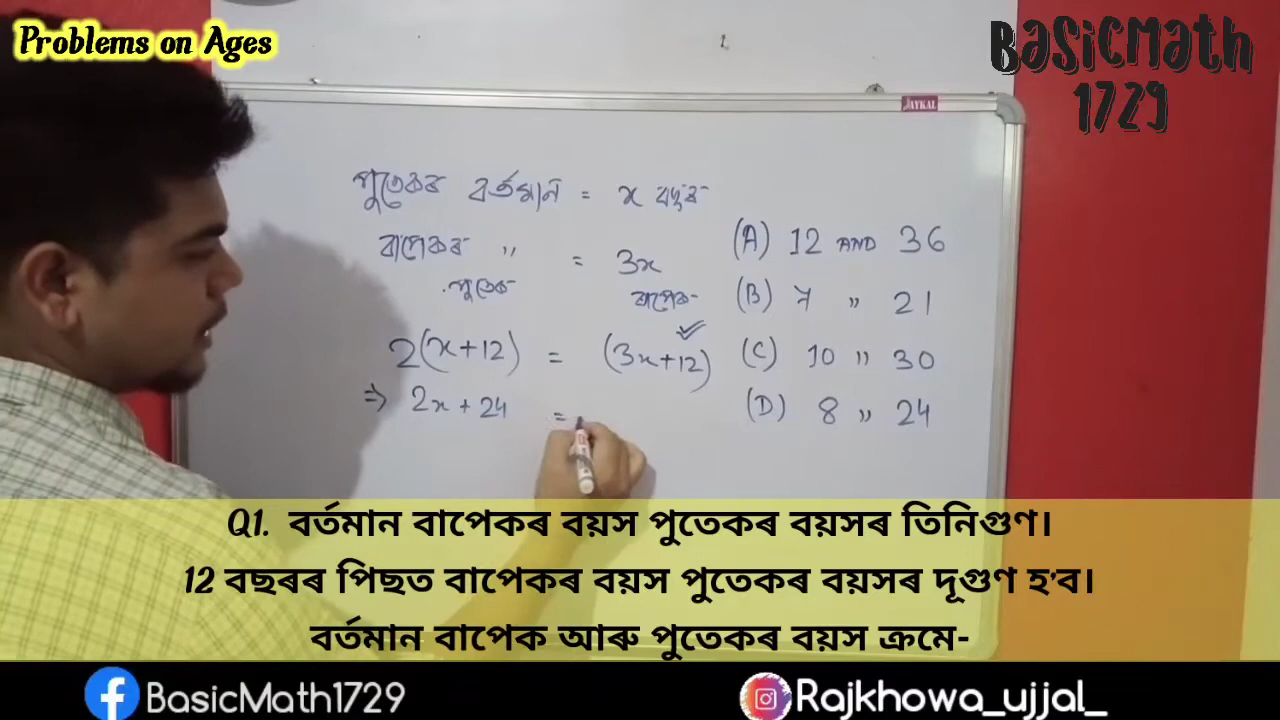 Problems on Ages
BasicMath
1729
JAYKAL
পুতেকৰ বৰ্তমান = x বছৰ
বাপেকৰ " = 3x
পুতেৰ বাপেৰ
2(x+12) = (3x+12)
⇒ 2x + 24 =
(A) 12 AND 36
(B) 7 " 21
(C) 10 " 30
(D) 8 " 24
Q1. বৰ্তমান বাপেকৰ বয়স পুতেকৰ বয়সৰ তিনিগুণ।
12 বছৰৰ পিছত বাপেকৰ বয়স পুতেকৰ বয়সৰ দূগুণ হ'ব।
বৰ্তমান বাপেক আৰু পুতেকৰ বয়স ক্ৰমে-
BasicMath1729
Rajkhowa_ujjal_